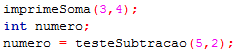 imprimeSoma(3,4);
int numero;
numero = testeSubtracao(5,2);